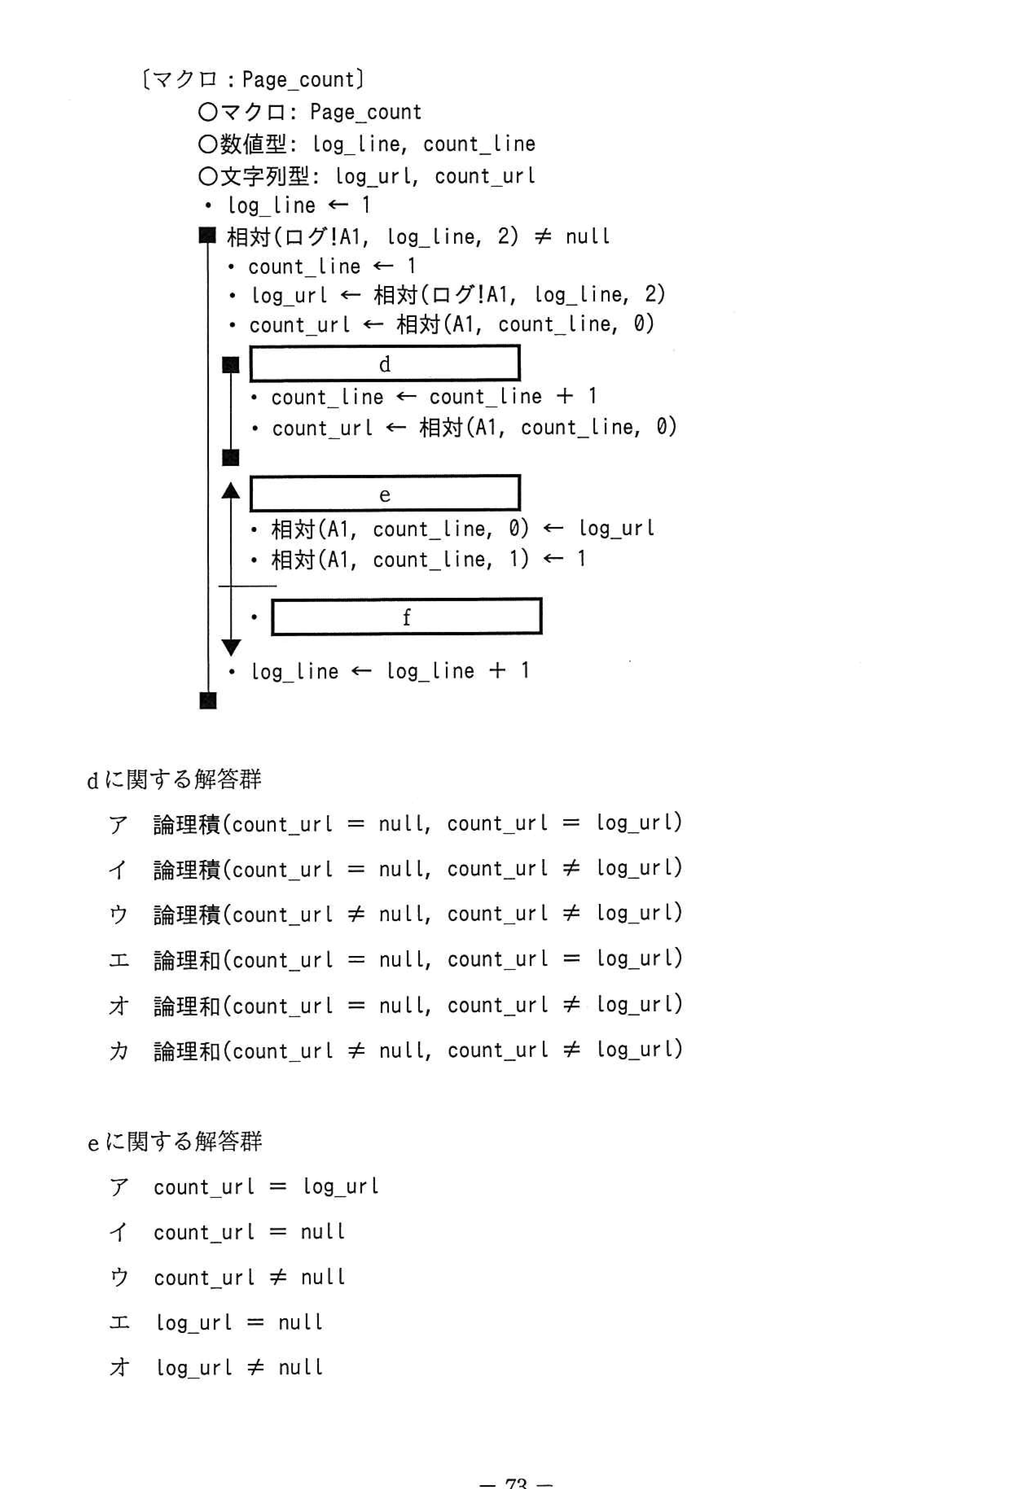 〔マクロ：Page_count〕
○マクロ: Page_count
○数値型: log_line, count_line
○文字列型: log_url, count_url
・ log_line ← 1
■ 相対(ログ!A1, log_line, 2) ≠ null
・ count_line ← 1
・ log_url ← 相対(ログ!A1, log_line, 2)
・ count_url ← 相対(A1, count_line, 0)
d
・ count_line ← count_line ＋ 1
・ count_url ← 相対(A1, count_line, 0)
e
・ 相対(A1, count_line, 0) ← log_url
・ 相対(A1, count_line, 1) ← 1
・ f
・ log_line ← log_line ＋ 1
dに関する解答群
ア 論理積(count_url ＝ null, count_url ＝ log_url)
イ 論理積(count_url ＝ null, count_url ≠ log_url)
ウ 論理積(count_url ≠ null, count_url ≠ log_url)
エ 論理和(count_url ＝ null, count_url ＝ log_url)
オ 論理和(count_url ＝ null, count_url ≠ log_url)
カ 論理和(count_url ≠ null, count_url ≠ log_url)
eに関する解答群
ア count_url ＝ log_url
イ count_url ＝ null
ウ count_url ≠ null
エ log_url ＝ null
オ log_url ≠ null
－ 73 －